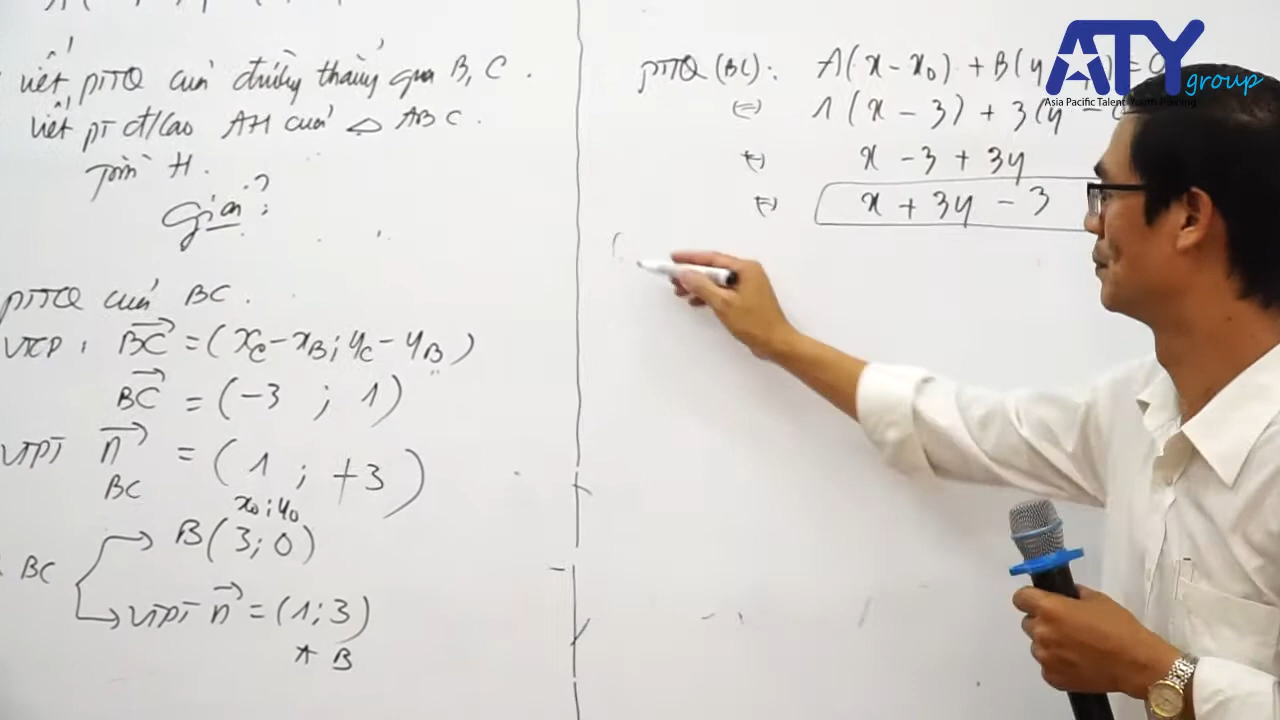 viết PTTQ của đường thẳng qua B, C.
viết PT đ/cao AH của △ ABC.
Tìm H.
Giải:
PTTQ của BC.
VTCP: BC→ = (x_C - x_B; y_C - y_B)
BC→ = (-3 ; 1)
VTPT n→ = (1 ; +3)
BC
x₀; y₀
B(3; 0)
BC
VTPT n→ = (1; 3)
A B
PTTQ (BC): A(x - x₀) + B(y
⇔ 1(x - 3) + 3(y -
⇔ x - 3 + 3y
⇔ x + 3y - 3
ATY group
Asia Pacific Talent Youth Training